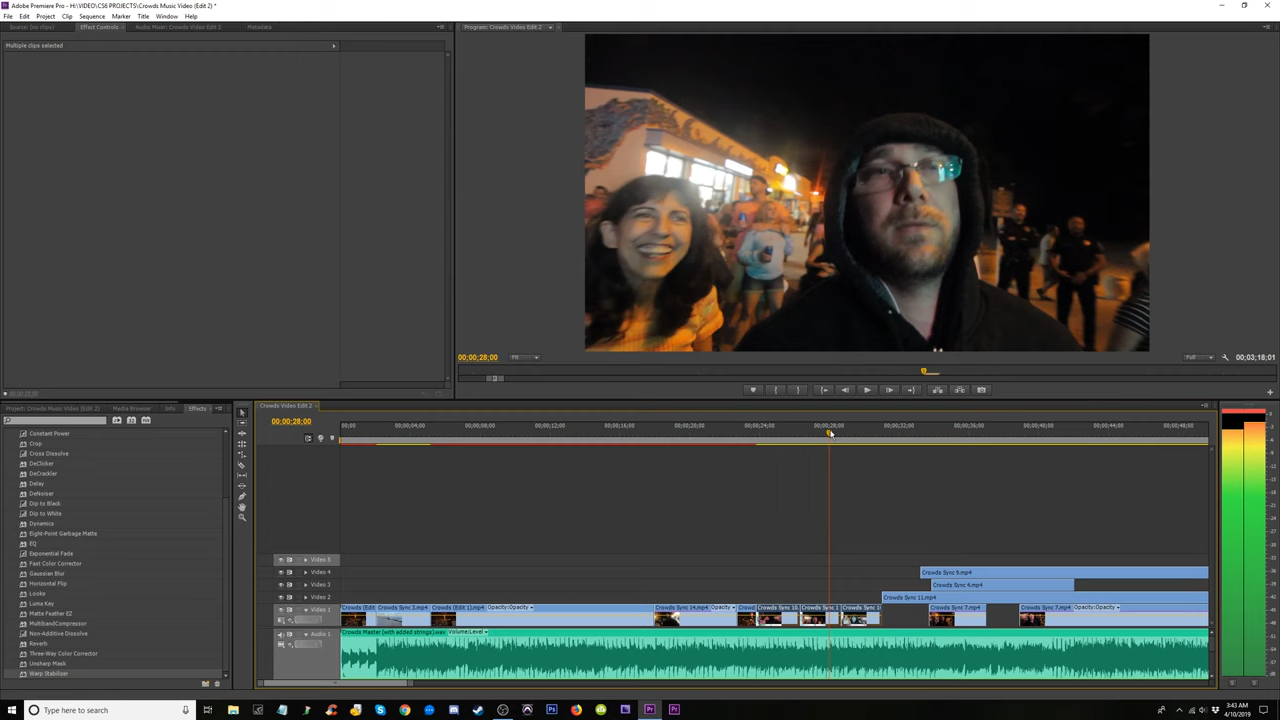 Adobe Premiere Pro - H:\VIDEO\CS6 PROJECTS\Crowds Music Video (Edit 2) *
File Edit Project Clip Sequence Marker Title Window Help
Source: (no clips) Effect Controls Audio Mixer: Crowds Video Edit 2 Metadata
Program: Crowds Video Edit 2
Multiple clips selected
00;00;28;00 Fit Full 00;03;18;01
00;00;28;00
Project: Crowds Music Video (Edit 2) Media Browser Info Effects
Crowds Video Edit 2
00;00;28;00
00;00 00;00;04;00 00;00;08;00 00;00;12;00 00;00;16;00 00;00;20;00 00;00;24;00 00;00;28;00 00;00;32;00 00;00;36;00 00;00;40;00 00;00;44;00 00;00;48;00
Constant Power
Crop
Cross Dissolve
DeClicker
DeCrackler
Delay
DeNoiser
Dip to Black
Dip to White
Dynamics
Eight-Point Garbage Matte
EQ
Exponential Fade
Fast Color Corrector
Gaussian Blur
Horizontal Flip
Looks
Luma Key
Matte Feather EZ
MultibandCompressor
Non-Additive Dissolve
Reverb
Three-Way Color Corrector
Unsharp Mask
Warp Stabilizer
Video 5
Video 4 Crowds Sync 9.mp4
Video 3 Crowds Sync 4.mp4
Video 2 Crowds Sync 11.mp4
Video 1 Crowds (Edit Crowds Sync 3.mp4 (Edit 1).mp4 Opacity:Opacity Crowds Sync 14.mp4 Opacity Crowd Crowds Sync 10. Crowds Sync 1 Crowds Sync 1 Crowds Sync 7.mp4 Crowds Sync 7.mp4 Opacity:Opacity
Audio 1 Crowds Master (with added strings).wav Volume:Level
Type here to search
3:43 AM
4/10/2019